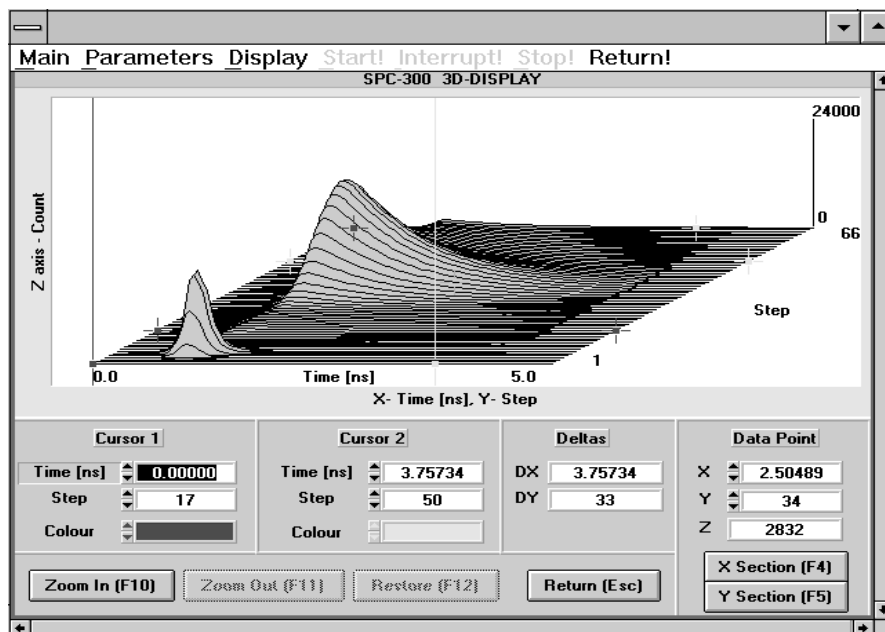 Main Parameters Display Start! Interrupt! Stop! Return!
SPC-300 3D-DISPLAY
24000
0
66
Z axis - Count
Step
1
0.0 Time [ns] 5.0
X- Time [ns], Y- Step
Cursor 1 Cursor 2 Deltas Data Point
Time [ns] 0.00000 Time [ns] 3.75734 DX 3.75734 X 2.50489
Step 17 Step 50 DY 33 Y 34
Colour Colour Z 2832
Zoom In (F10) Zoom Out (F11) Restore (F12) Return (Esc) X Section (F4)
Y Section (F5)